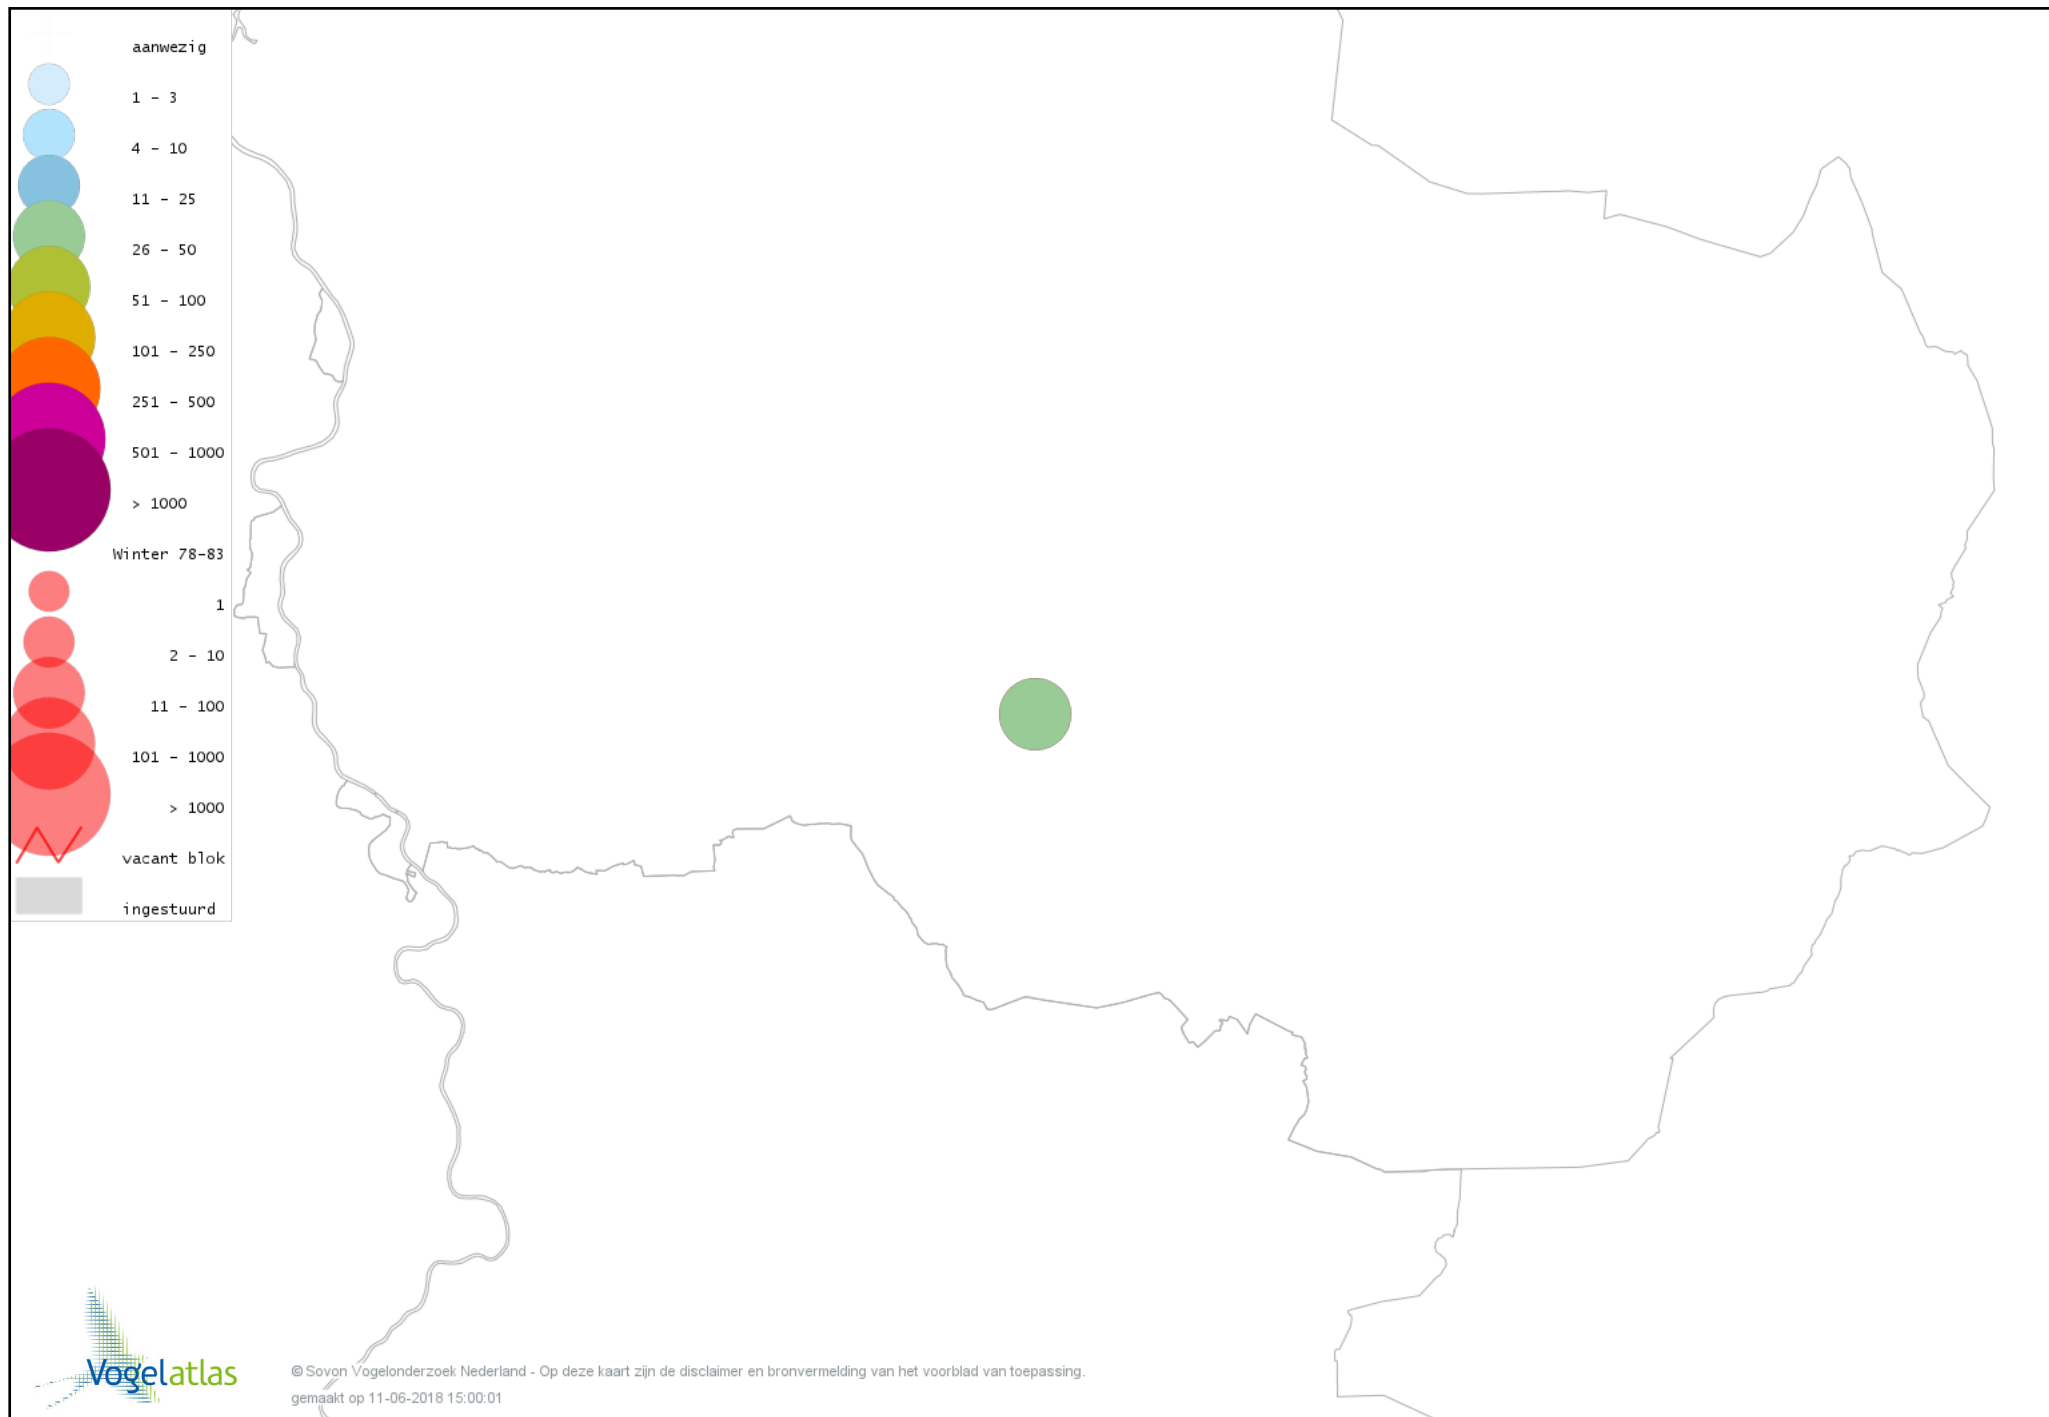 aanwezig
1 - 3
4 - 10
11 - 25
26 - 50
51 - 100
101 - 250
251 - 500
501 - 1000
> 1000
Winter 78-83
1
2 - 10
11 - 100
101 - 1000
> 1000
vacant blok
ingestuurd
Vogelatlas
© Sovon Vogelonderzoek Nederland - Op deze kaart zijn de disclaimer en bronvermelding van het voorblad van toepassing.
gemaakt op 11-06-2018 15:00:01